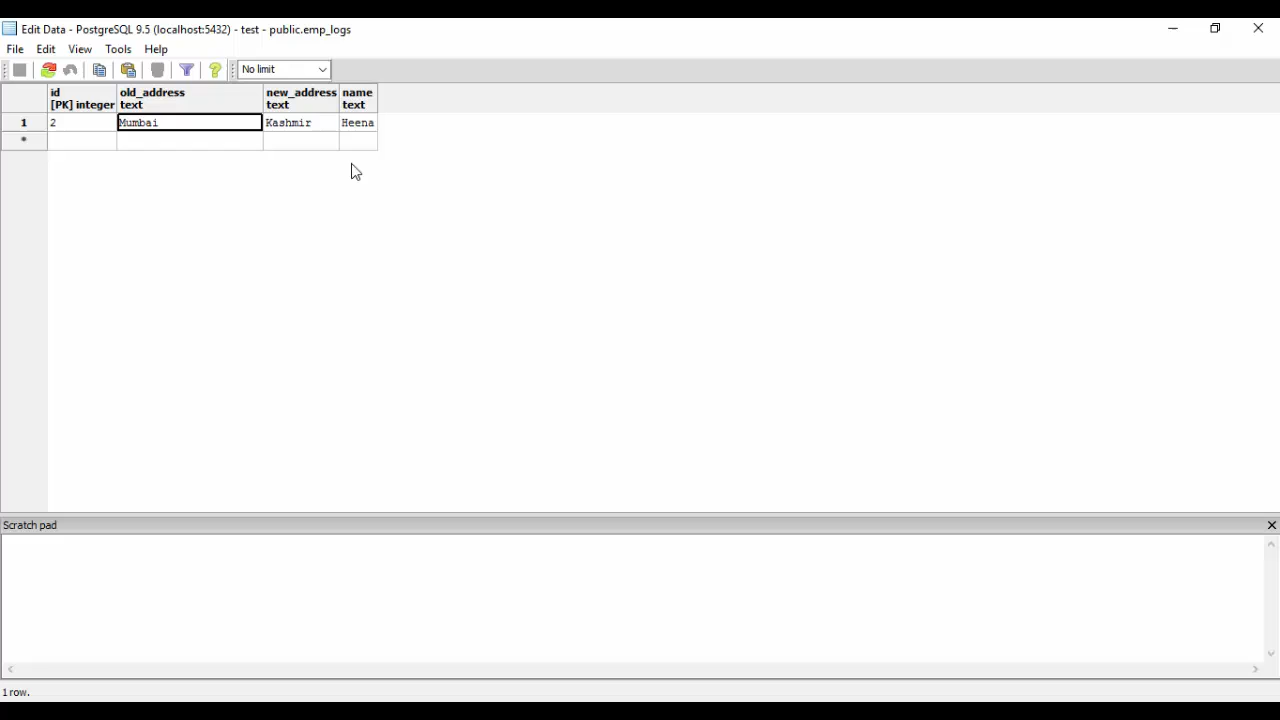 Edit Data - PostgreSQL 9.5 (localhost:5432) - test - public.emp_logs
File Edit View Tools Help
No limit
id old_address new_address name
[PK] integer text text text
1 2 Mumbai Kashmir Heena
*
Scratch pad
1 row.